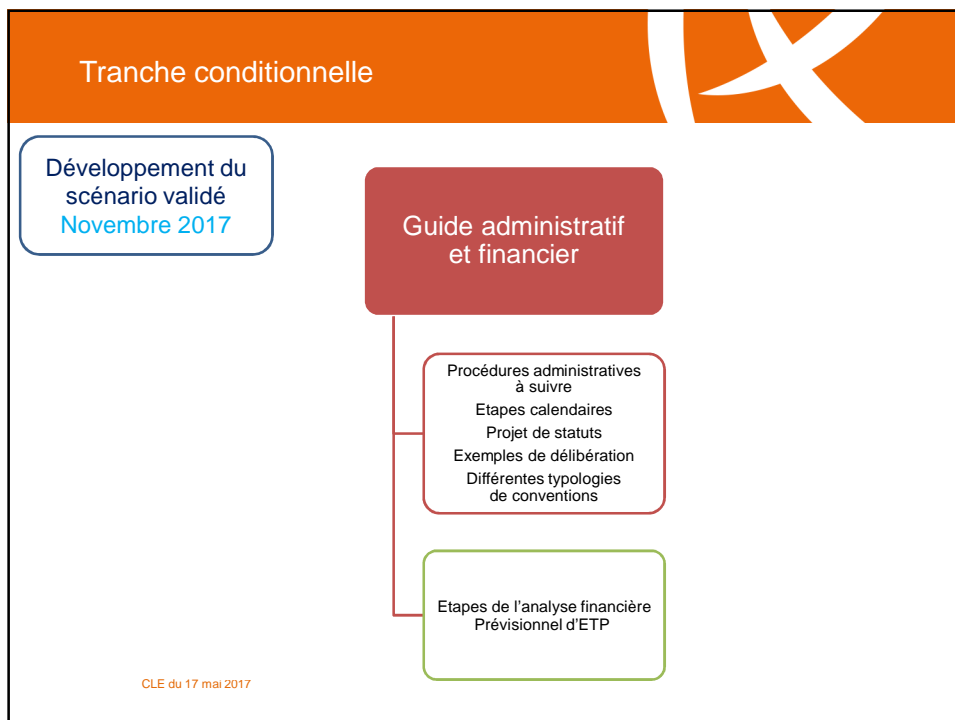 Tranche conditionnelle
Développement du
scénario validé
Novembre 2017
Guide administratif
et financier
Procédures administratives
à suivre
Etapes calendaires
Projet de statuts
Exemples de délibération
Différentes typologies
de conventions
Etapes de l’analyse financière
Prévisionnel d’ETP
CLE du 17 mai 2017